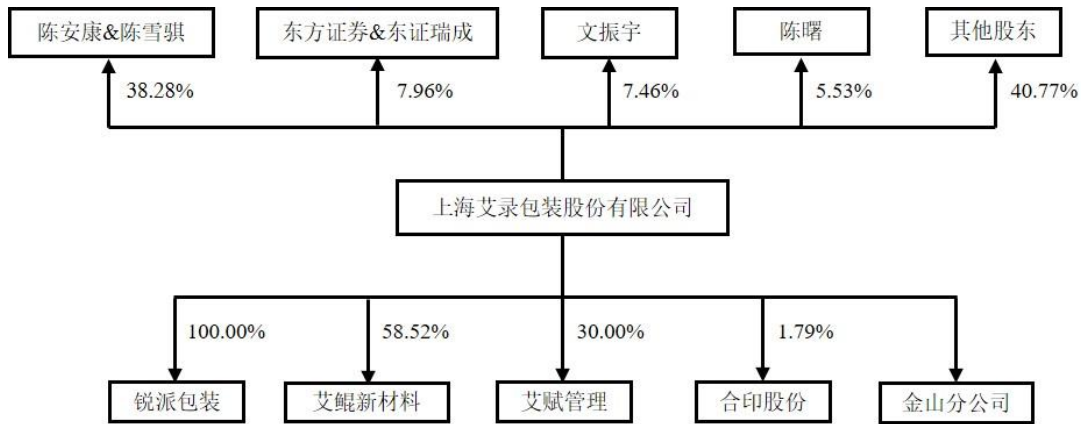 陈安康&陈雪骐
东方证券&东证瑞成
文振宇
陈曙
其他股东
38.28%
7.96%
7.46%
5.53%
40.77%
上海艾录包装股份有限公司
100.00%
58.52%
30.00%
1.79%
锐派包装
艾鲲新材料
艾赋管理
合印股份
金山分公司